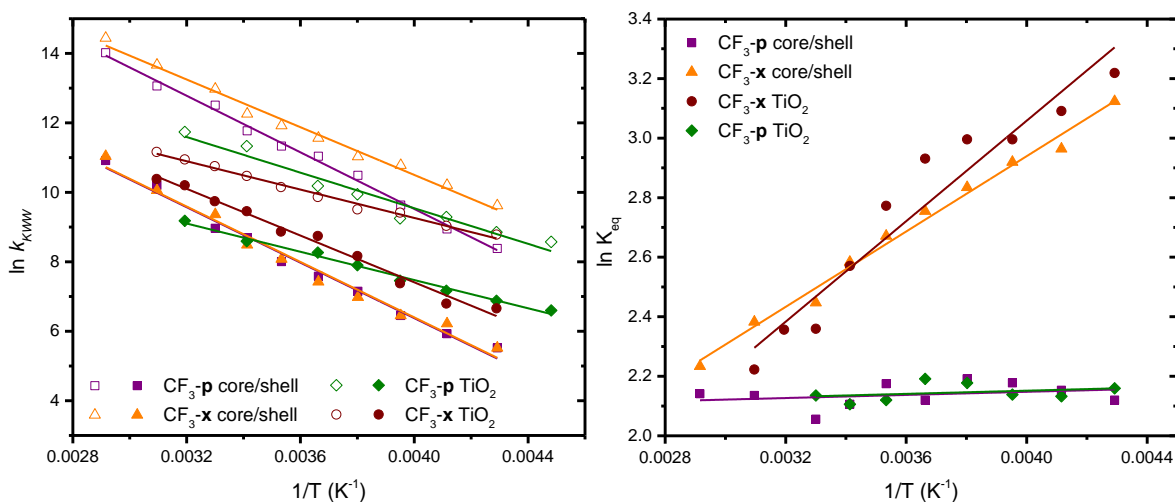 14
12
10
8
6
4
ln k_KWW
CF₃-p core/shell
CF₃-p TiO₂
CF₃-x core/shell
CF₃-x TiO₂
0.0028
0.0032
0.0036
0.0040
0.0044
1/T (K⁻¹)
3.4
3.2
3.0
2.8
2.6
2.4
2.2
2.0
ln K_eq
CF₃-p core/shell
CF₃-x core/shell
CF₃-x TiO₂
CF₃-p TiO₂
0.0028
0.0032
0.0036
0.0040
0.0044
1/T (K⁻¹)